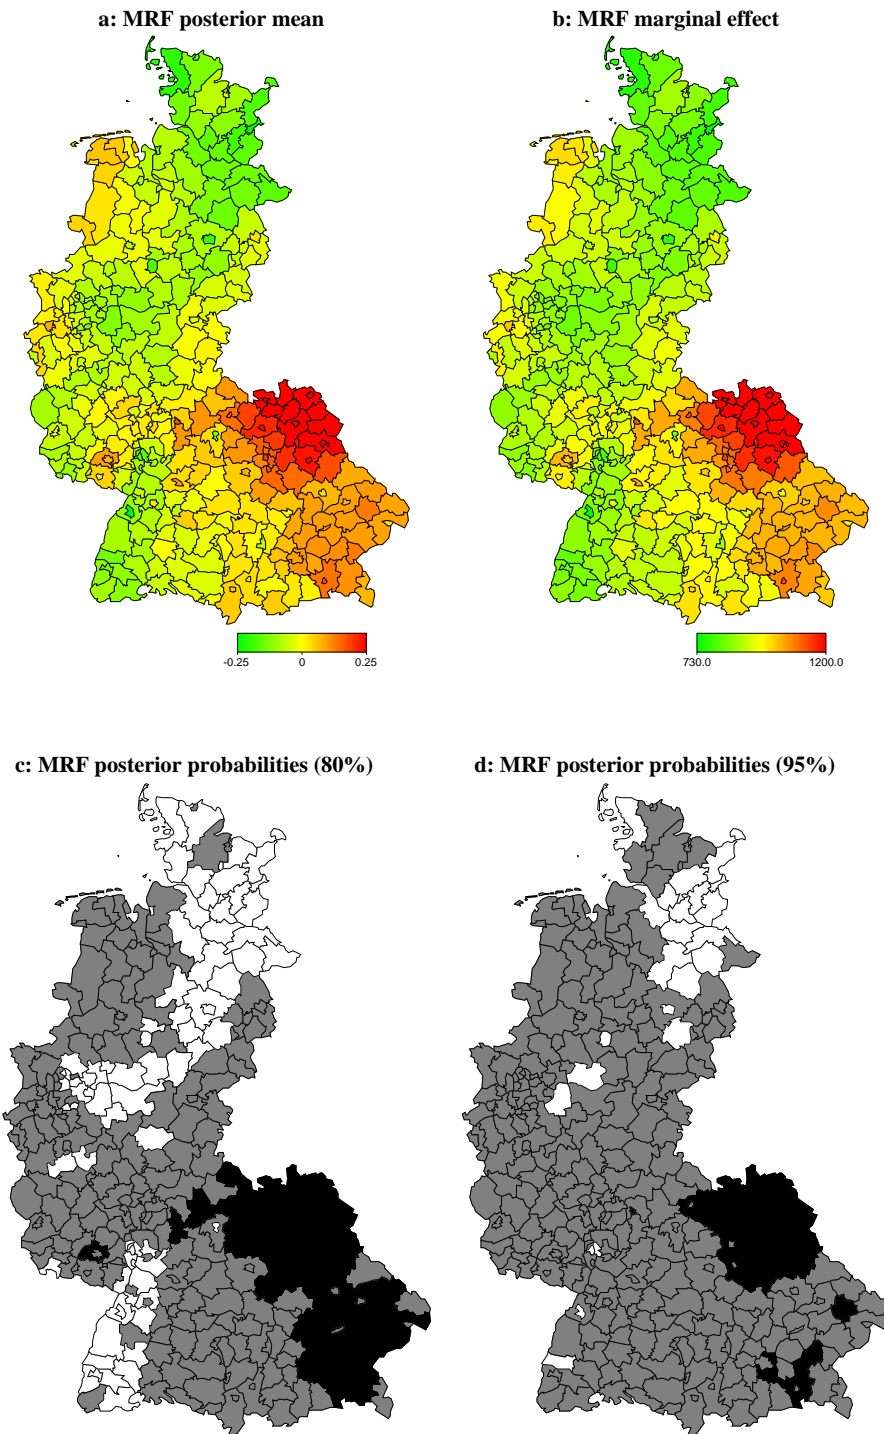 a: MRF posterior mean
b: MRF marginal effect
-0.25 0 0.25
730.0 1200.0
c: MRF posterior probabilities (80%)
d: MRF posterior probabilities (95%)